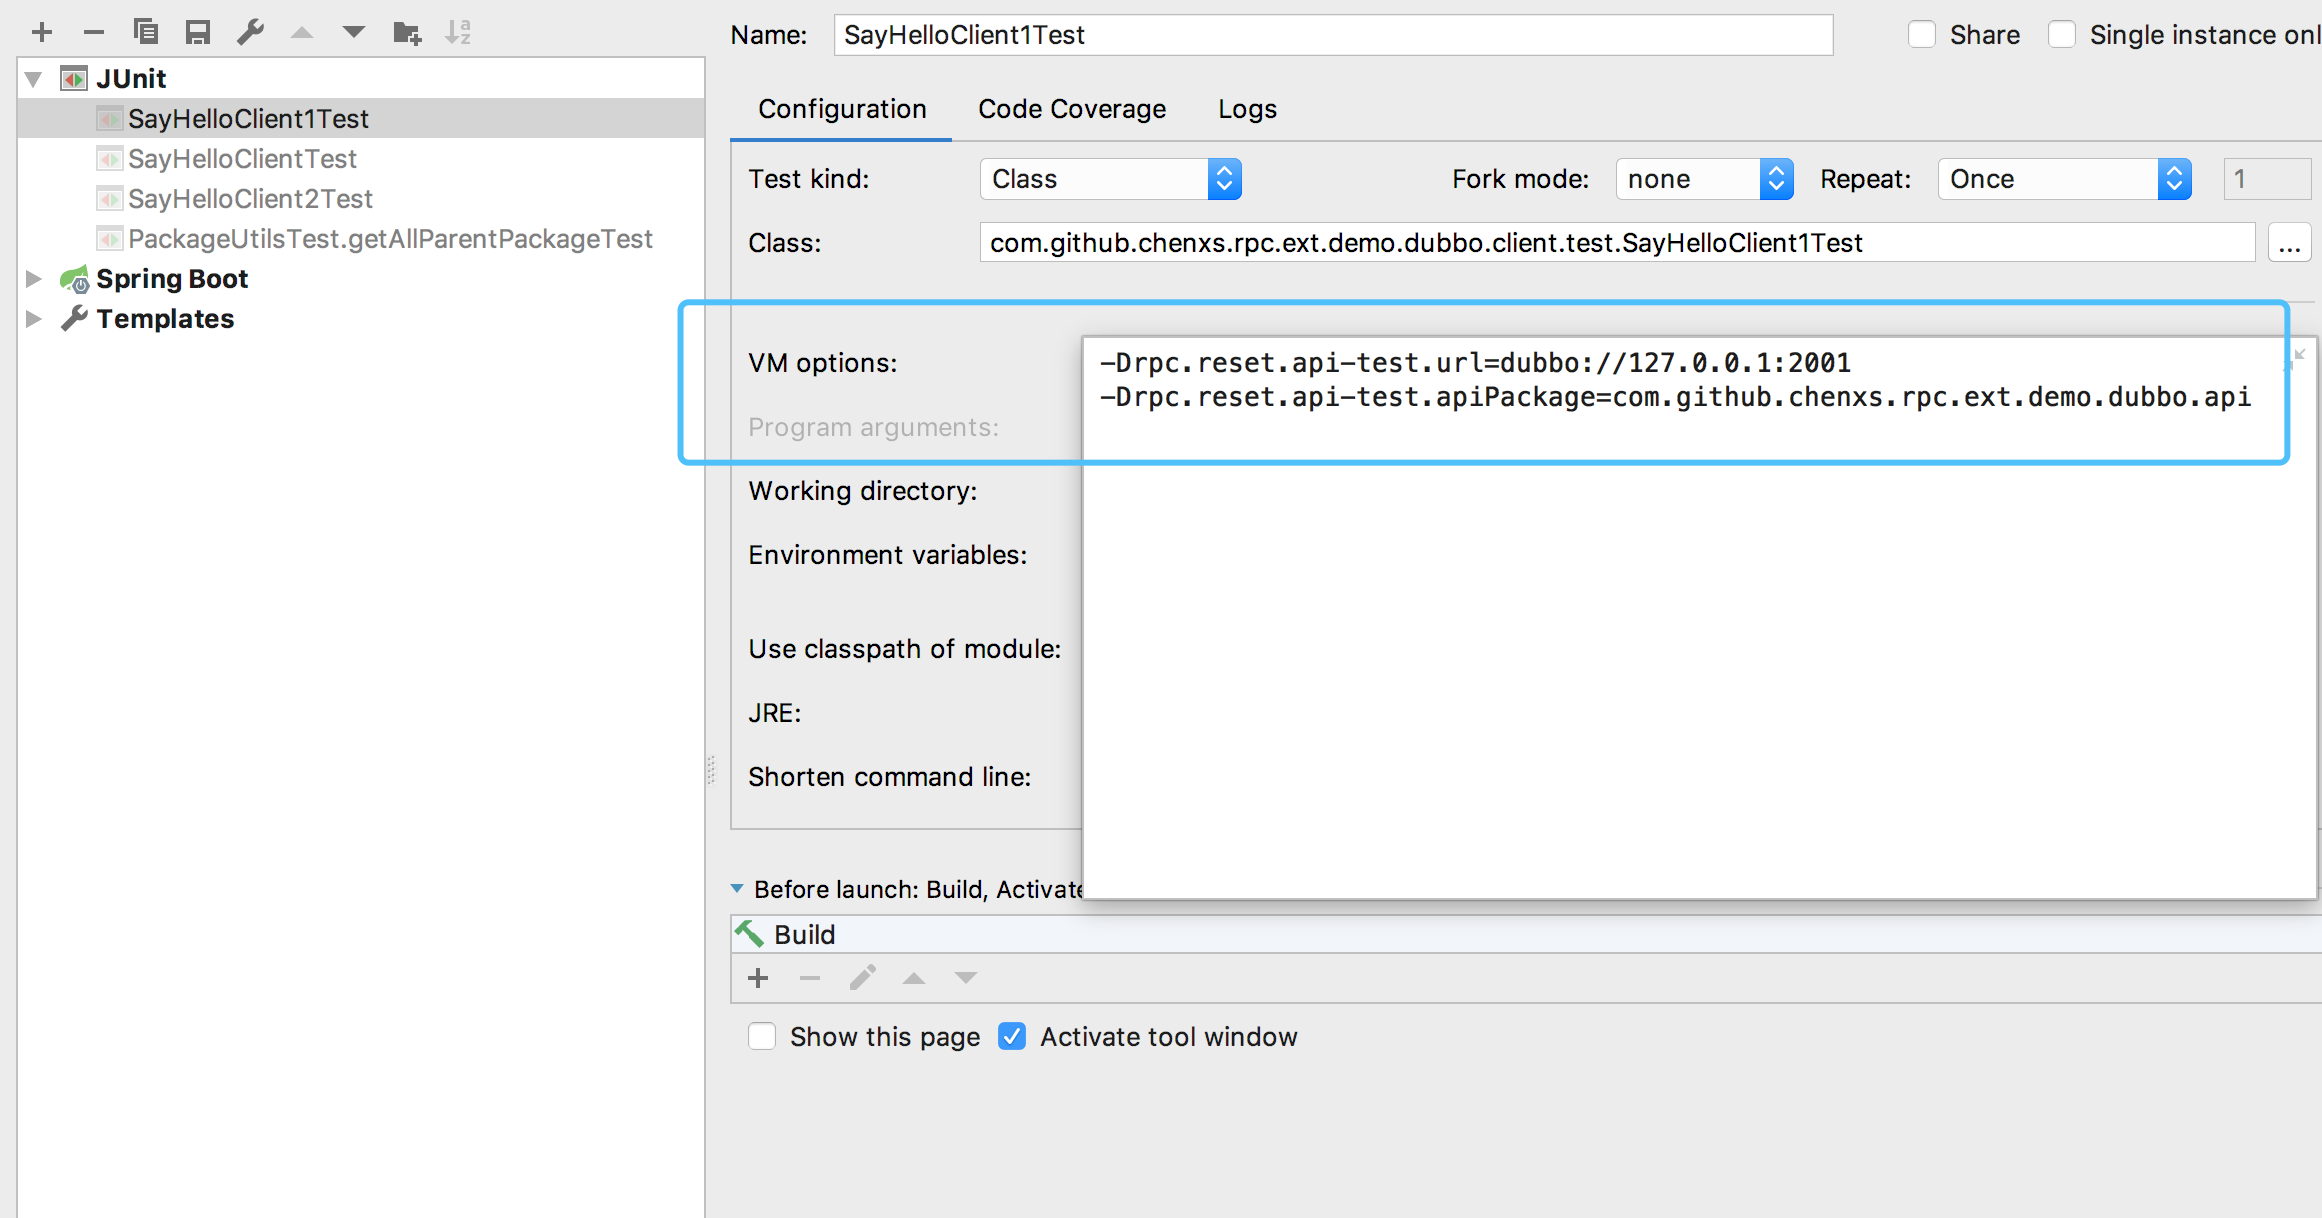 Name: SayHelloClient1Test Share Single instance onl
JUnit
SayHelloClient1Test
SayHelloClientTest
SayHelloClient2Test
PackageUtilsTest.getAllParentPackageTest
Spring Boot
Templates
Configuration Code Coverage Logs
Test kind: Class Fork mode: none Repeat: Once 1
Class: com.github.chenxs.rpc.ext.demo.dubbo.client.test.SayHelloClient1Test ...
VM options: -Drpc.reset.api-test.url=dubbo://127.0.0.1:2001
-Drpc.reset.api-test.apiPackage=com.github.chenxs.rpc.ext.demo.dubbo.api
Program arguments:
Working directory:
Environment variables:
Use classpath of module:
JRE:
Shorten command line:
Before launch: Build, Activate
Build
Show this page Activate tool window